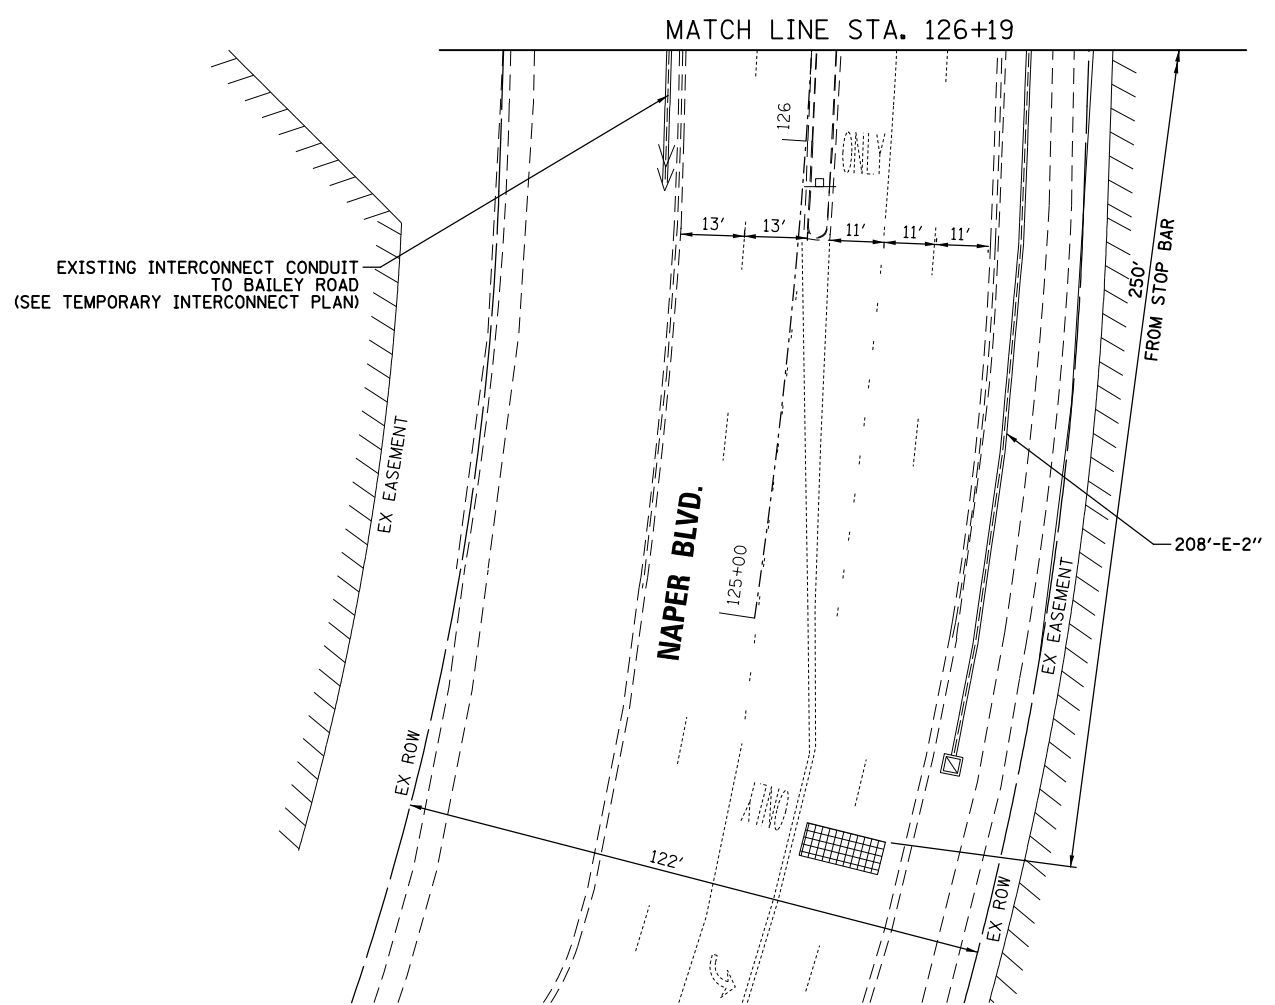 MATCH LINE STA. 126+19
126
ONLY
13' 13' 11' 11' 11'
EXISTING INTERCONNECT CONDUIT
TO BAILEY ROAD
(SEE TEMPORARY INTERCONNECT PLAN)
250'
FROM STOP BAR
EX EASEMENT
NAPER BLVD.
125+00
208'-E-2''
EX EASEMENT
EX ROW
ONLY
122'
EX ROW